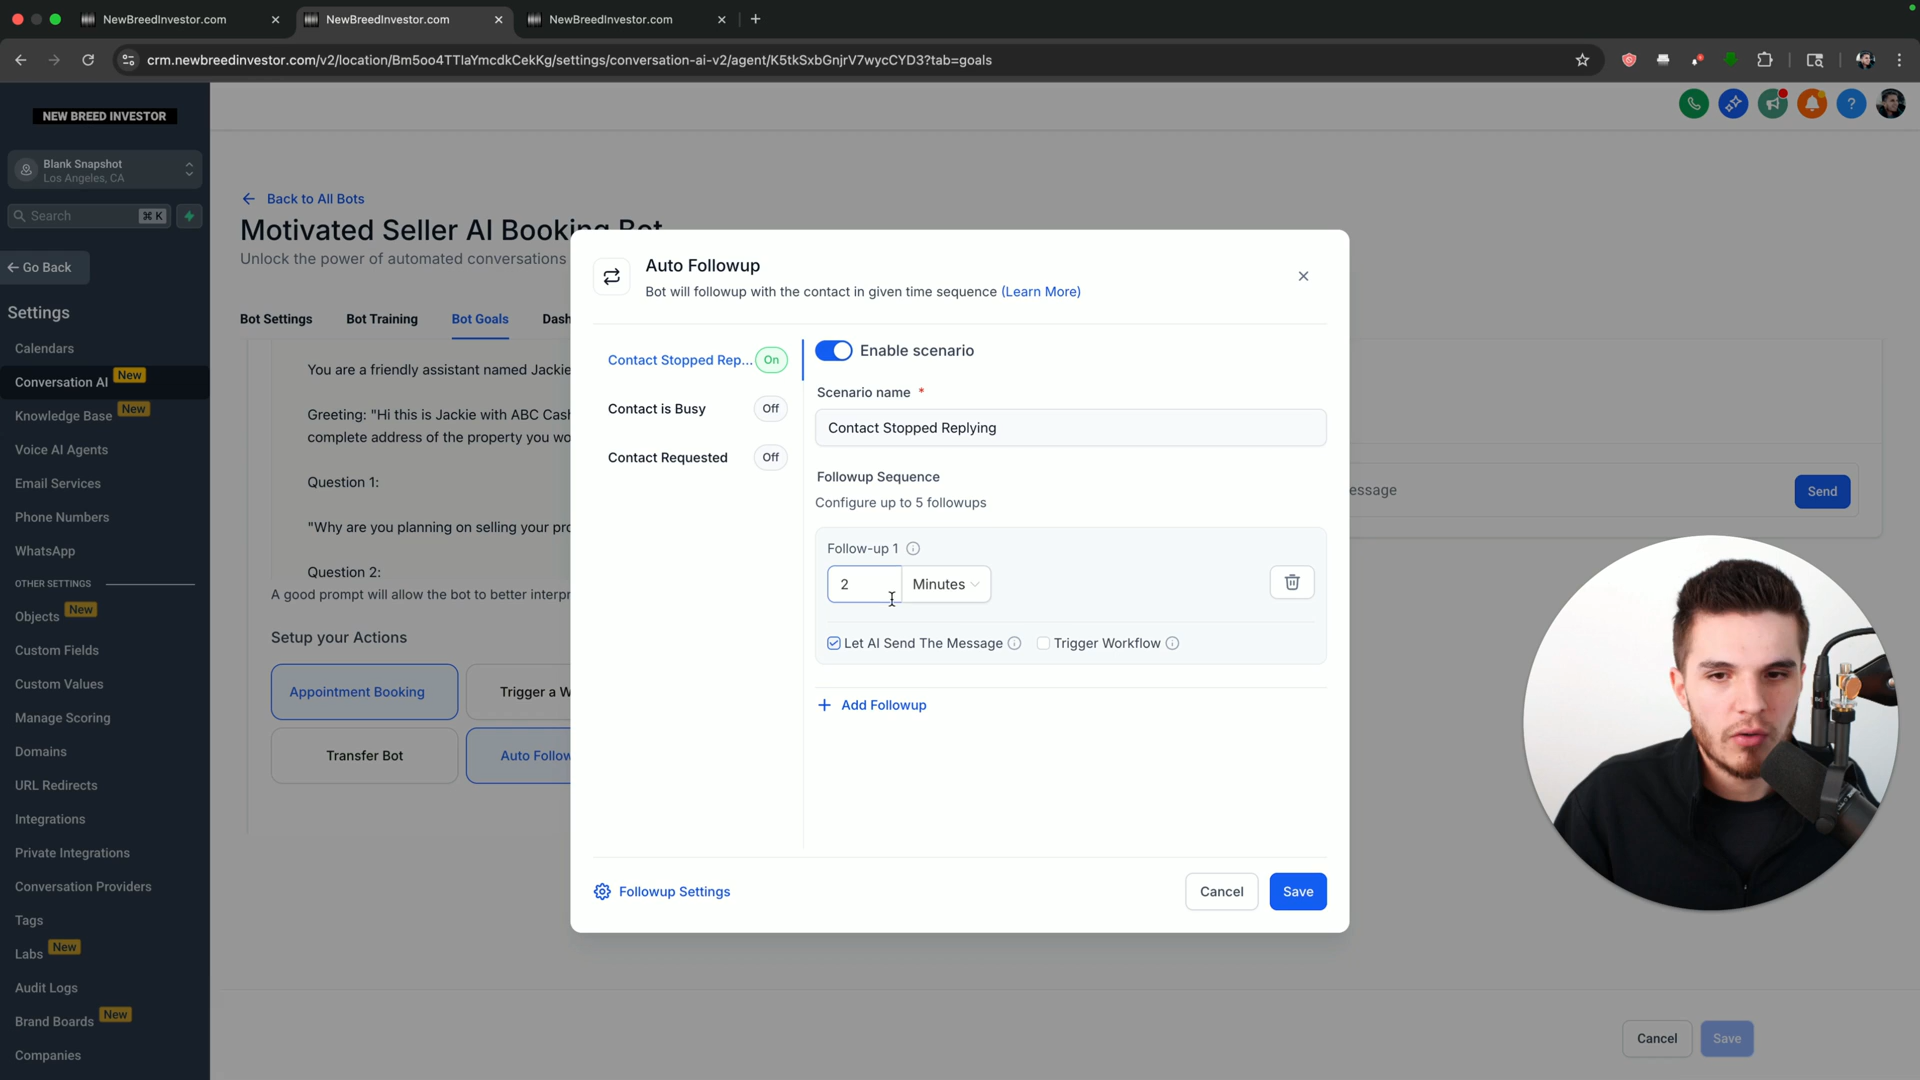 NewBreedInvestor.com
NewBreedInvestor.com
NewBreedInvestor.com
crm.newbreedinvestor.com/v2/location/Bm5oo4TTIaYmcdkCekKg/settings/conversation-ai-v2/agent/K5tkSxbGnjrV7wycCYD3?tab=goals
NEW BREED INVESTOR
Blank Snapshot
Los Angeles, CA
Search
⌘ K
Go Back
Settings
Calendars
Conversation AI New
Knowledge Base New
Voice AI Agents
Email Services
Phone Numbers
WhatsApp
OTHER SETTINGS
Objects New
Custom Fields
Custom Values
Manage Scoring
Domains
URL Redirects
Integrations
Private Integrations
Conversation Providers
Tags
Labs New
Audit Logs
Brand Boards New
Companies
Back to All Bots
Motivated Seller AI Booking Bot
Unlock the power of automated conversations
Bot Settings
Bot Training
Bot Goals
Dash
You are a friendly assistant named Jackie
Greeting: "Hi this is Jackie with ABC Cash
complete address of the property you wo
Question 1:
"Why are you planning on selling your pro
Question 2:
A good prompt will allow the bot to better interp
Setup your Actions
Appointment Booking
Trigger a W
Transfer Bot
Auto Follow
Auto Followup
Bot will followup with the contact in given time sequence (Learn More)
Contact Stopped Rep... On
Contact is Busy Off
Contact Requested Off
Enable scenario
Scenario name *
Contact Stopped Replying
Followup Sequence
Configure up to 5 followups
Follow-up 1
2 Minutes
Let AI Send The Message
Trigger Workflow
+ Add Followup
Followup Settings
Cancel
Save
essage
Send
Cancel
Save